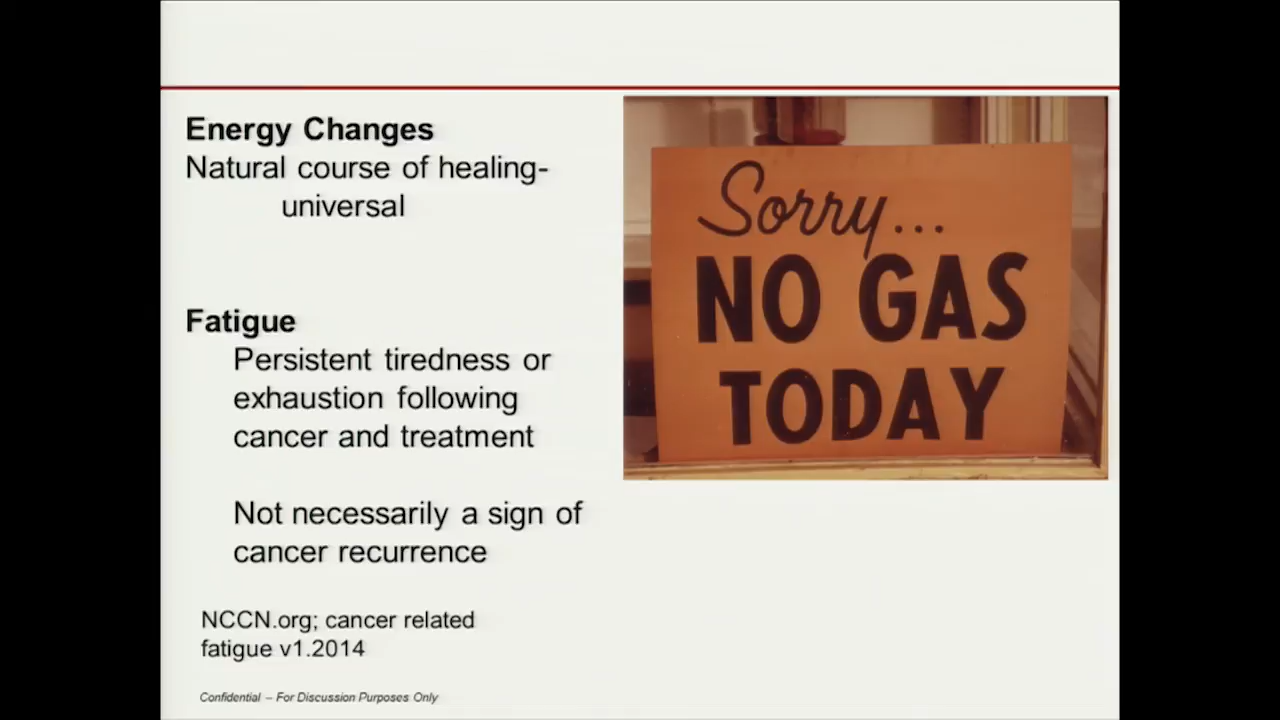 Energy Changes
Natural course of healing-
universal
Fatigue
Persistent tiredness or
exhaustion following
cancer and treatment
Not necessarily a sign of
cancer recurrence
NCCN.org; cancer related
fatigue v1.2014
Confidential – For Discussion Purposes Only
Sorry...
NO GAS
TODAY